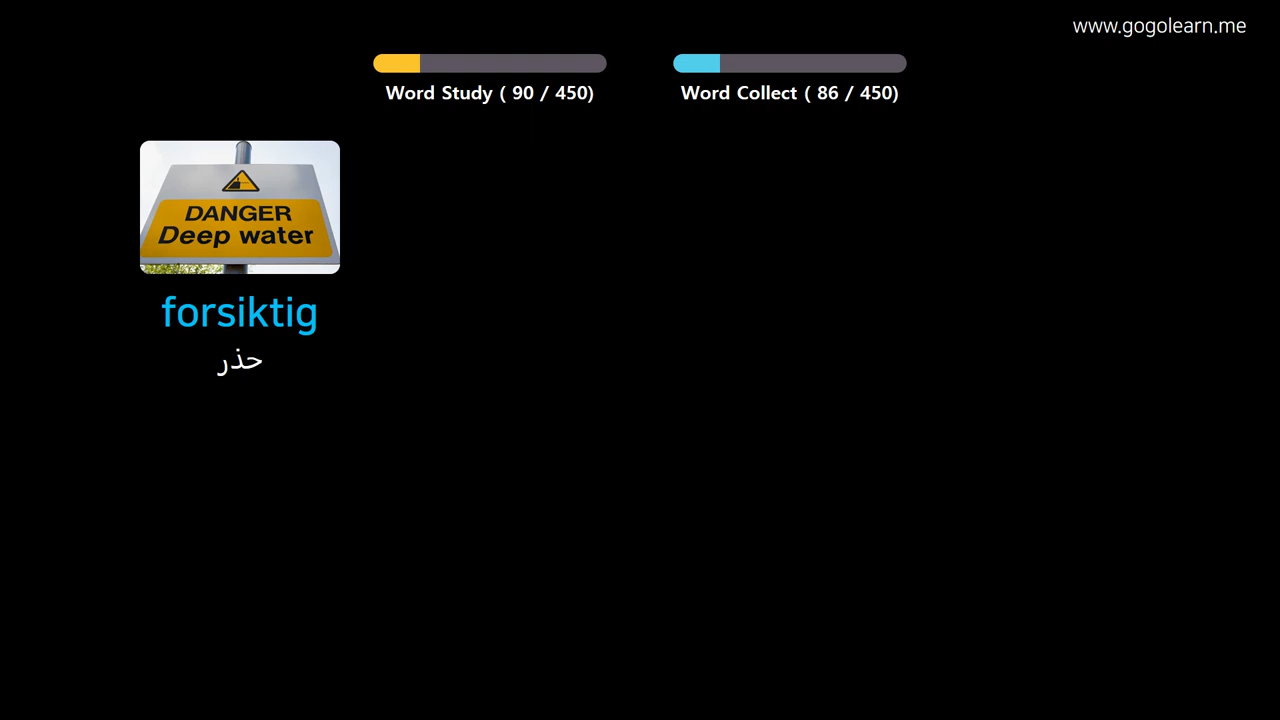 www.gogolearn.me
Word Study ( 90 / 450)
Word Collect ( 86 / 450)
DANGER
Deep water
forsiktig
حذر